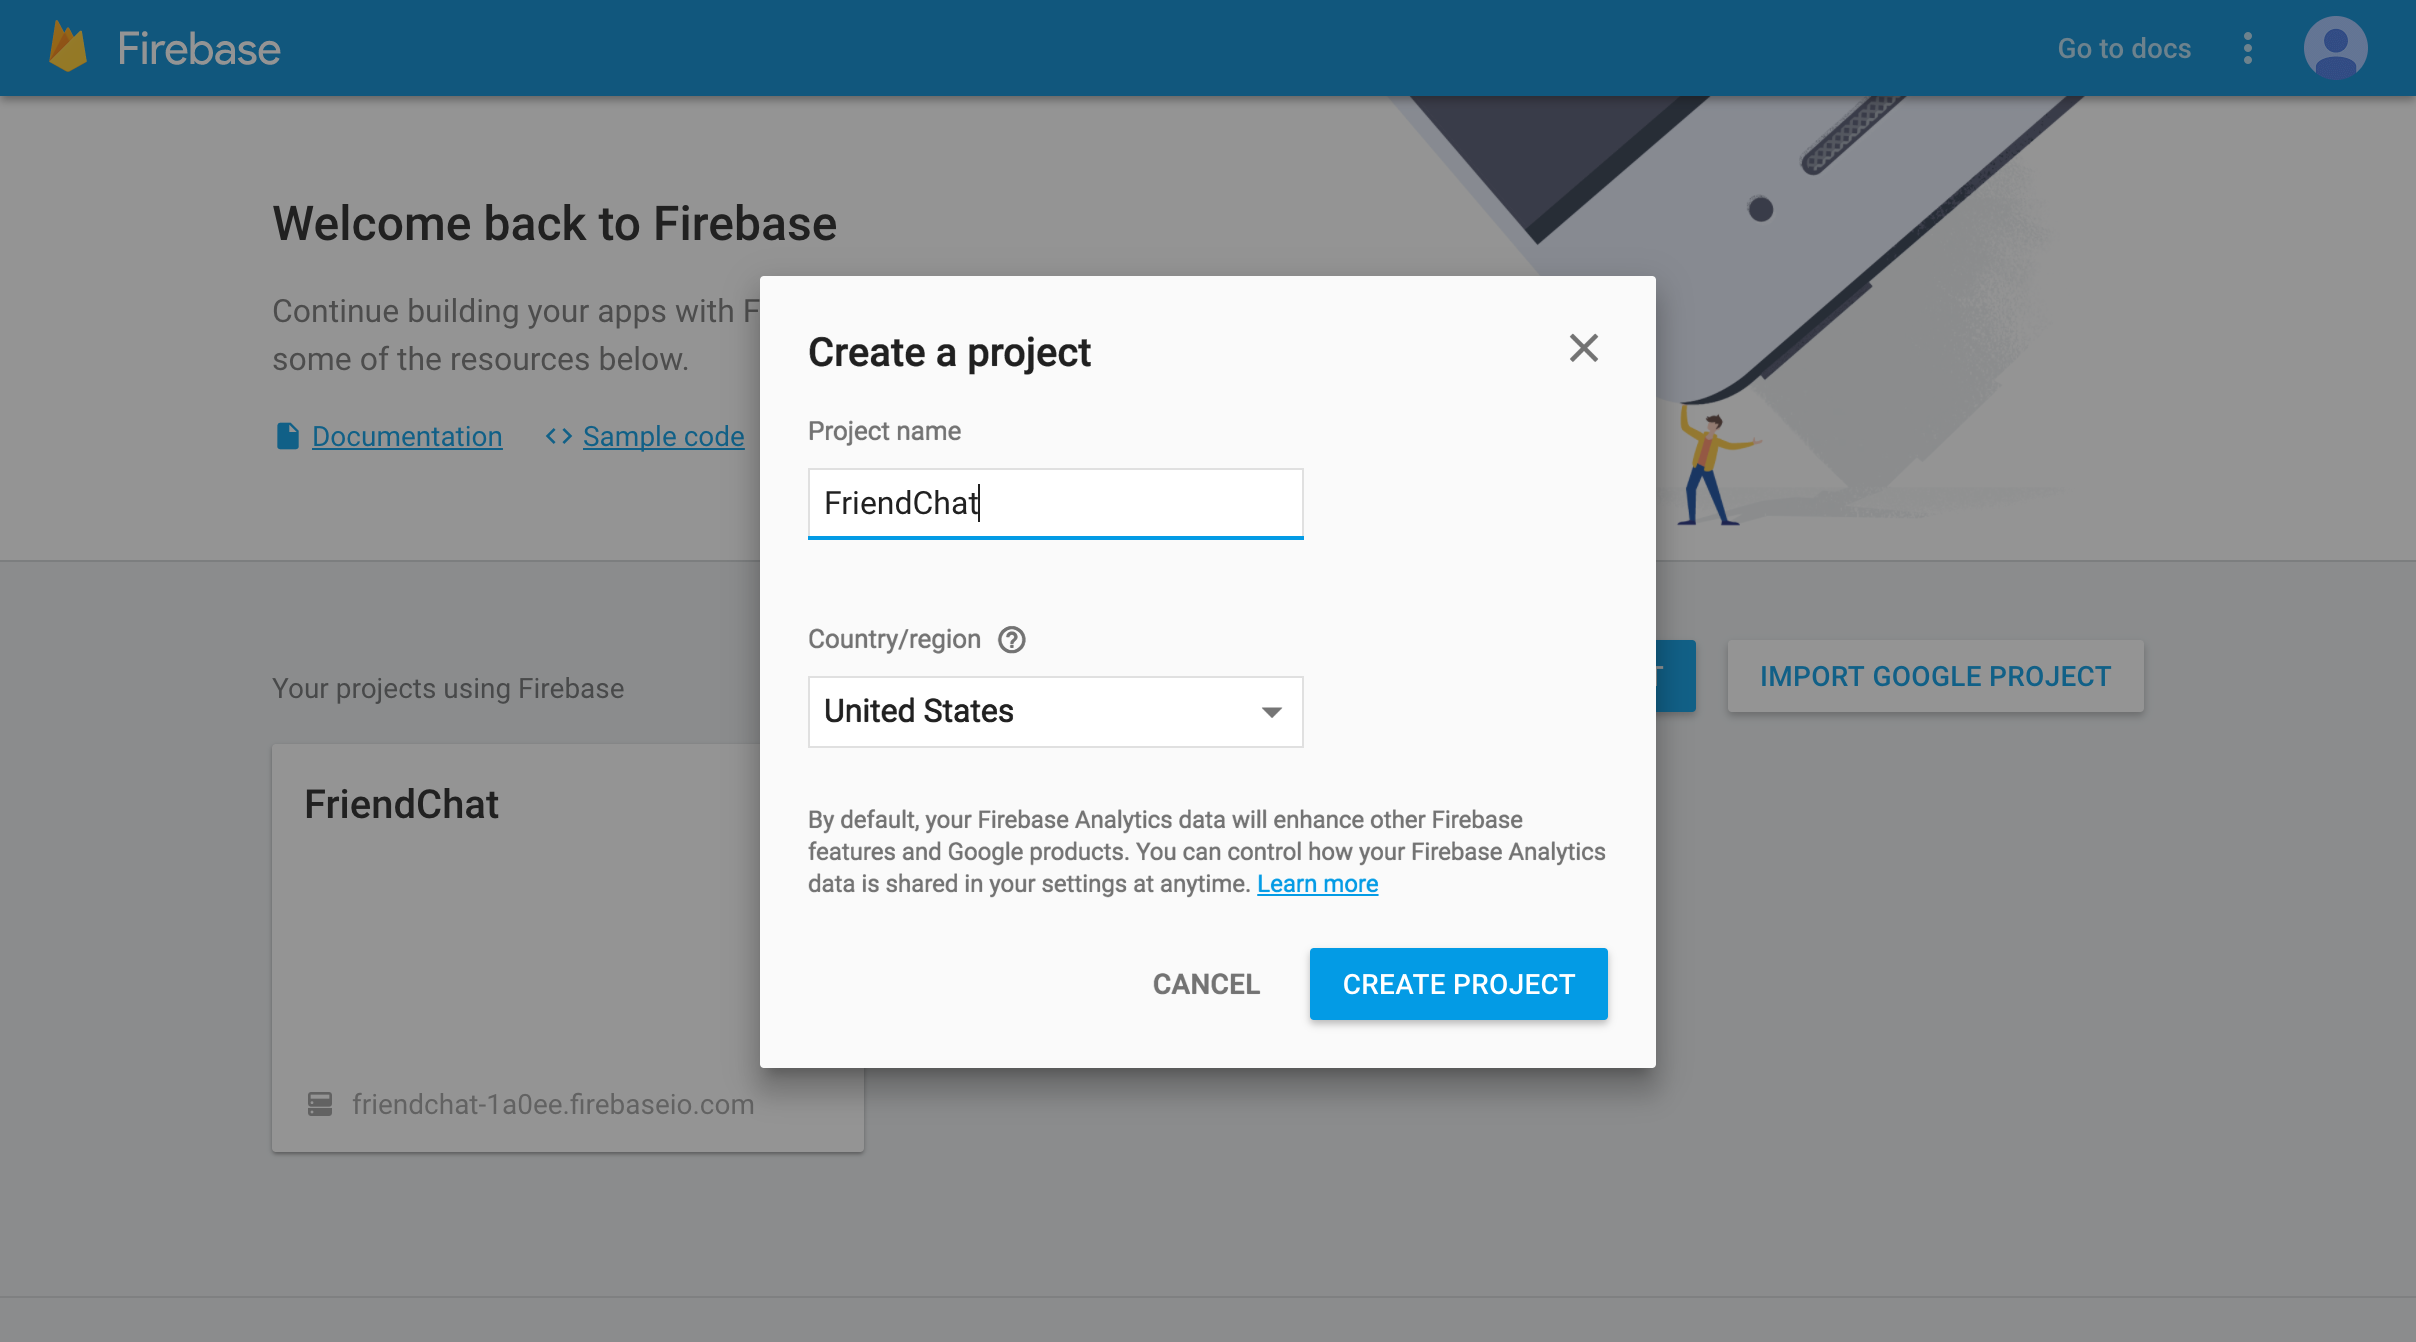 Firebase
Go to docs
Welcome back to Firebase
Continue building your apps with F
some of the resources below.
Documentation
Sample code
Create a project
Project name
FriendChat
Country/region
United States
By default, your Firebase Analytics data will enhance other Firebase
features and Google products. You can control how your Firebase Analytics
data is shared in your settings at anytime. Learn more
CANCEL
CREATE PROJECT
Your projects using Firebase
IMPORT GOOGLE PROJECT
FriendChat
friendchat-1a0ee.firebaseio.com